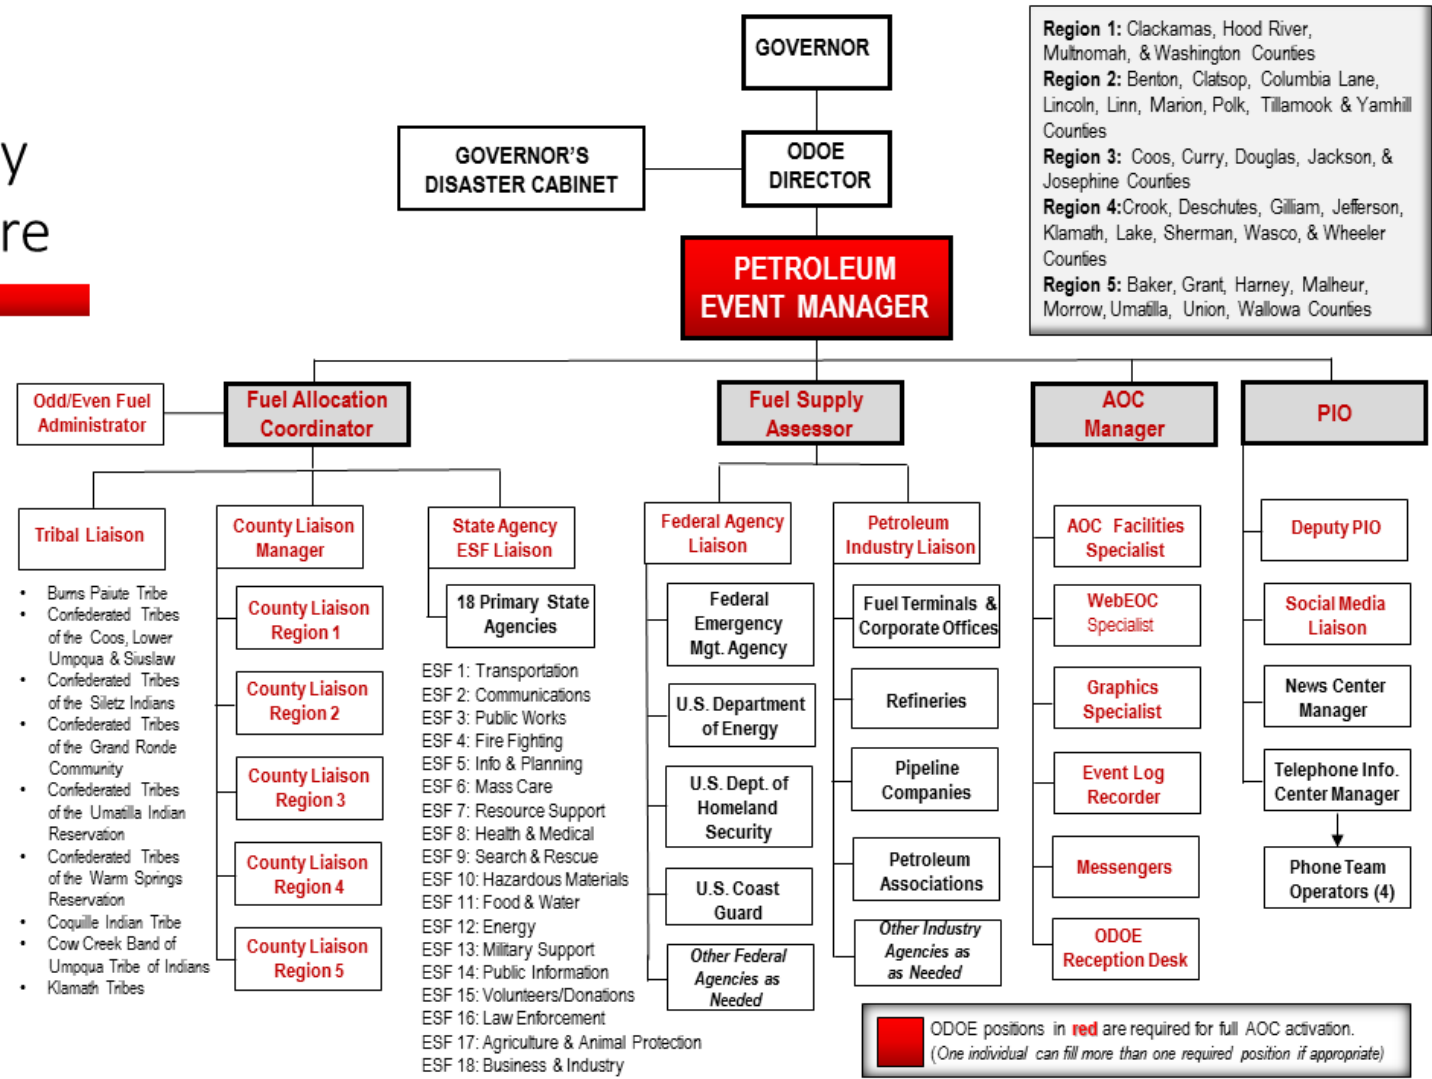 y
re
GOVERNOR
GOVERNOR'S
DISASTER CABINET
ODOE
DIRECTOR
PETROLEUM
EVENT MANAGER
Region 1: Clackamas, Hood River,
Multnomah, & Washington Counties
Region 2: Benton, Clatsop, Columbia Lane,
Lincoln, Linn, Marion, Polk, Tillamook & Yamhill
Counties
Region 3: Coos, Curry, Douglas, Jackson, &
Josephine Counties
Region 4:Crook, Deschutes, Gilliam, Jefferson,
Klamath, Lake, Sherman, Wasco, & Wheeler
Counties
Region 5: Baker, Grant, Harney, Malheur,
Morrow, Umatilla, Union, Wallowa Counties
Odd/Even Fuel
Administrator
Fuel Allocation
Coordinator
Fuel Supply
Assessor
AOC
Manager
PIO
Tribal Liaison
• Burns Paiute Tribe
• Confederated Tribes
of the Coos, Lower
Umpqua & Siuslaw
• Confederated Tribes
of the Siletz Indians
• Confederated Tribes
of the Grand Ronde
Community
• Confederated Tribes
of the Umatilla Indian
Reservation
• Confederated Tribes
of the Warm Springs
Reservation
• Coquille Indian Tribe
• Cow Creek Band of
Umpqua Tribe of Indians
• Klamath Tribes
County Liaison
Manager
County Liaison
Region 1
County Liaison
Region 2
County Liaison
Region 3
County Liaison
Region 4
County Liaison
Region 5
State Agency
ESF Liaison
18 Primary State
Agencies
ESF 1: Transportation
ESF 2: Communications
ESF 3: Public Works
ESF 4: Fire Fighting
ESF 5: Info & Planning
ESF 6: Mass Care
ESF 7: Resource Support
ESF 8: Health & Medical
ESF 9: Search & Rescue
ESF 10: Hazardous Materials
ESF 11: Food & Water
ESF 12: Energy
ESF 13: Military Support
ESF 14: Public Information
ESF 15: Volunteers/Donations
ESF 16: Law Enforcement
ESF 17: Agriculture & Animal Protection
ESF 18: Business & Industry
Federal Agency
Liaison
Federal
Emergency
Mgt. Agency
U.S. Department
of Energy
U.S. Dept. of
Homeland
Security
U.S. Coast
Guard
Other Federal
Agencies as
Needed
Petroleum
Industry Liaison
Fuel Terminals &
Corporate Offices
Refineries
Pipeline
Companies
Petroleum
Associations
Other Industry
Agencies as
as Needed
AOC Facilities
Specialist
WebEOC
Specialist
Graphics
Specialist
Event Log
Recorder
Messengers
ODOE
Reception Desk
Deputy PIO
Social Media
Liaison
News Center
Manager
Telephone Info.
Center Manager
Phone Team
Operators (4)
ODOE positions in red are required for full AOC activation.
(One individual can fill more than one required position if appropriate)